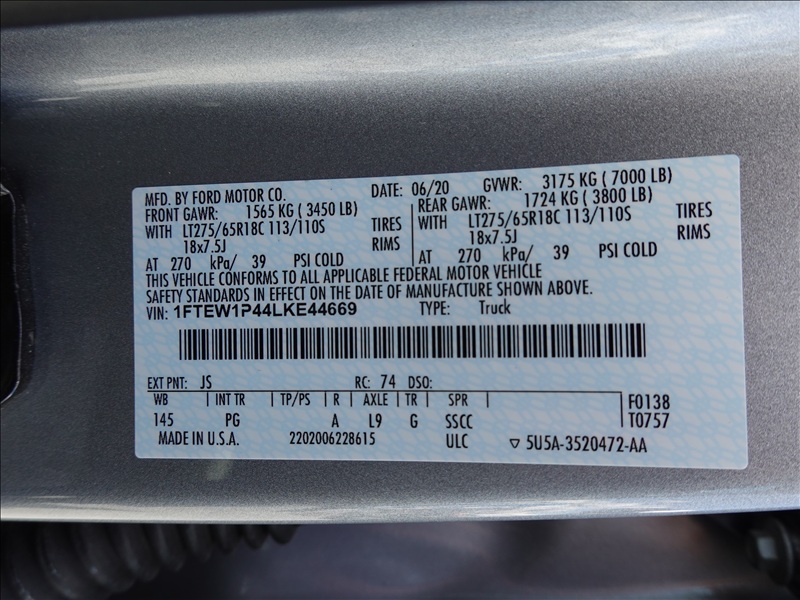 MFD. BY FORD MOTOR CO. DATE: 06/20 GVWR: 3175 KG ( 7000 LB)
FRONT GAWR: 1565 KG ( 3450 LB) REAR GAWR: 1724 KG ( 3800 LB)
WITH LT275/65R18C 113/110S TIRES WITH LT275/65R18C 113/110S TIRES
18x7.5J RIMS 18x7.5J RIMS
AT 270 kPa/ 39 PSI COLD AT 270 kPa/ 39 PSI COLD
THIS VEHICLE CONFORMS TO ALL APPLICABLE FEDERAL MOTOR VEHICLE
SAFETY STANDARDS IN EFFECT ON THE DATE OF MANUFACTURE SHOWN ABOVE.
VIN: 1FTEW1P44LKE44669 TYPE: Truck
EXT PNT: JS RC: 74 DSO:
WB INT TR TP/PS R AXLE TR SPR F0138
145 PG A L9 G SSCC T0757
MADE IN U.S.A. 2202006228615 ULC ▽ 5U5A-3520472-AA